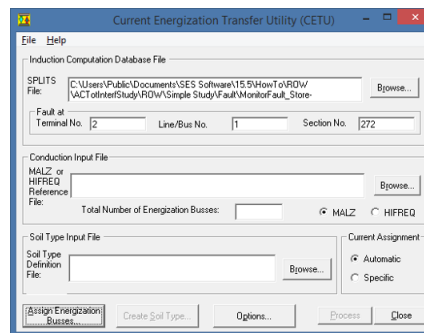 Current Energization Transfer Utility (CETU)
File Help
Induction Computation Database File
SPLITS File:
C:\Users\Public\Documents\SES Software\15.5\HowTo\ROW
\ACTotInterfStudy\ROW\Simple Study\Fault\MonitorFault_Store-
Browse...
Fault at
Terminal No. 2 Line/Bus No. 1 Section No. 272
Conduction Input File
MALZ or
HIFREQ
Reference
File:
Browse...
Total Number of Energization Busses: MALZ HIFREQ
Soil Type Input File
Soil Type
Definition
File:
Browse...
Current Assignment
Automatic
Specific
Assign Energization
Busses...
Create Soil Type...
Options...
Process
Close